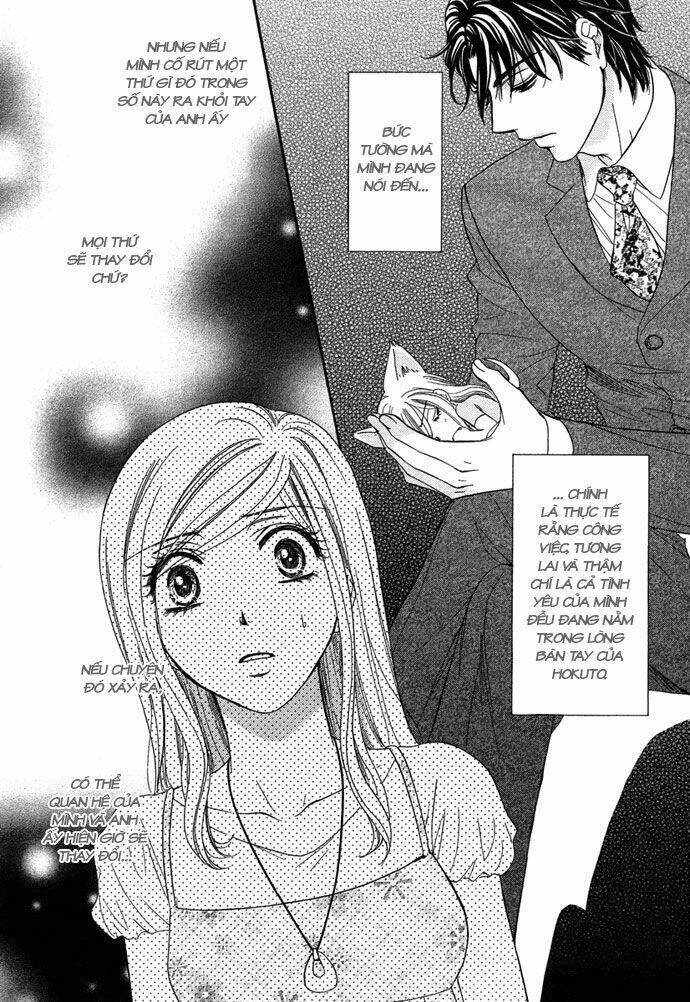 BỨC
TƯỜNG MÀ
MÌNH ĐANG
NÓI ĐẾN...
... CHÍNH
LÀ THỰC TẾ
RẰNG CÔNG
VIỆC, TƯƠNG
LAI VÀ THẬM
CHÍ LÀ CẢ TÌNH
YÊU CỦA MÌNH
ĐỀU ĐANG NẰM
TRONG LÒNG
BÀN TAY CỦA
HOKUTO.
NHƯNG NẾU
MÌNH CỐ RÚT MỘT
THỨ GÌ ĐÓ TRONG
SỐ NÀY RA KHỎI TAY
CỦA ANH ẤY
MỌI THỨ
SẼ THAY ĐỔI
CHỨ?
NẾU CHUYỆN
ĐÓ XẢY RA,
CÓ THỂ
QUAN HỆ CỦA
MÌNH VÀ ANH
ẤY HIỆN GIỜ SẼ
THAY ĐỔI...